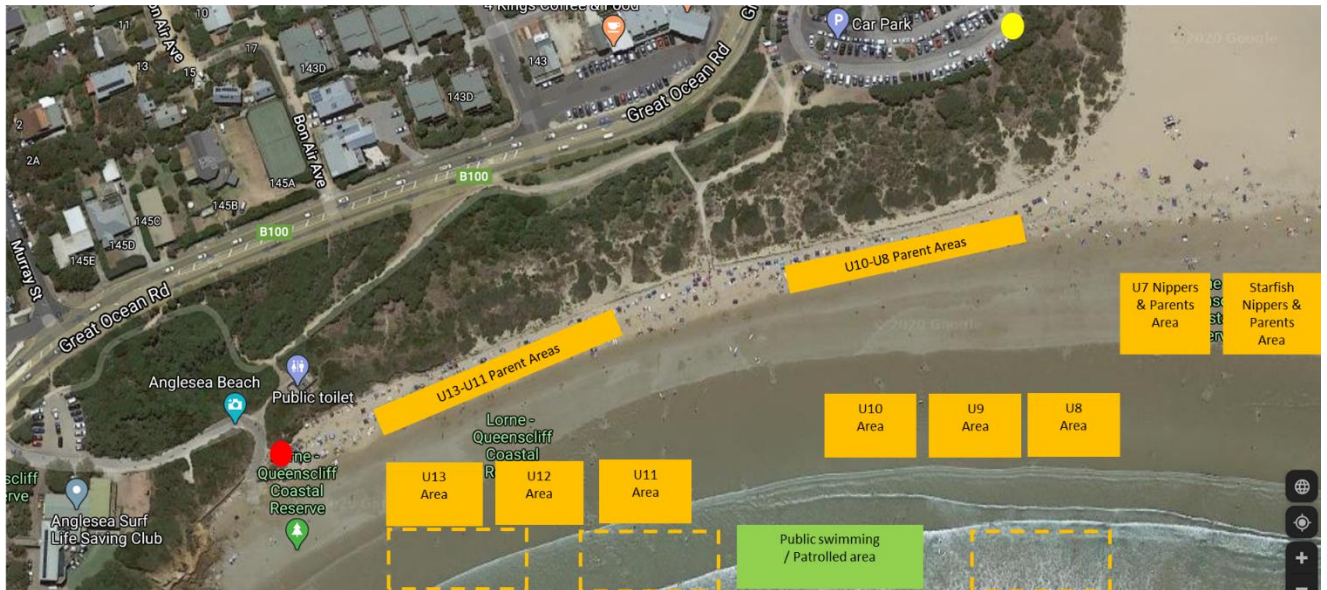 11
10
Bon Air Ave
17
13
15
143D
4 Kings Coffee & Food
143
143D
Great Ocean Rd
Car Park
©2020 Google
2
2A
Bon Air Ave
B100
145A
145B
145C
145D
145E
B100
Murray St
Great Ocean Rd
U10-U8 Parent Areas
U7 Nippers
& Parents
Area
Starfish
Nippers &
Parents
Area
©2020 Google
U13-U11 Parent Areas
Anglesea Beach
Public toilet
Lorne -
Queenscliff
Coastal
U10
Area
U9
Area
U8
Area
Queenscliff
Coastal
Reserve
U13
Area
U12
Area
U11
Area
Anglesea Surf
Life Saving Club
Public swimming
/ Patrolled area